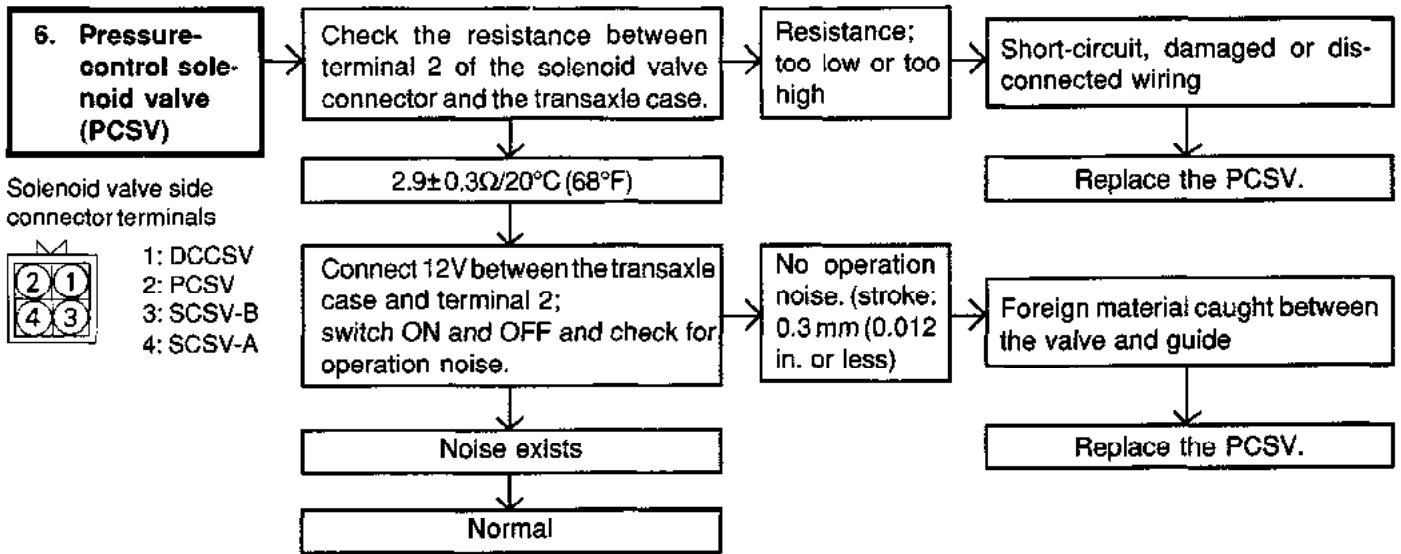 6. Pressure-
control sole-
noid valve
(PCSV)
Check the resistance between
terminal 2 of the solenoid valve
connector and the transaxle case.
Resistance;
too low or too
high
Short-circuit, damaged or dis-
connected wiring
Replace the PCSV.
2.9±0.3Ω/20°C (68°F)
Solenoid valve side
connector terminals
2 1
4 3
1: DCCSV
2: PCSV
3: SCSV-B
4: SCSV-A
Connect 12V between the transaxle
case and terminal 2;
switch ON and OFF and check for
operation noise.
No operation
noise. (stroke:
0.3 mm (0.012
in. or less)
Foreign material caught between
the valve and guide
Replace the PCSV.
Noise exists
Normal